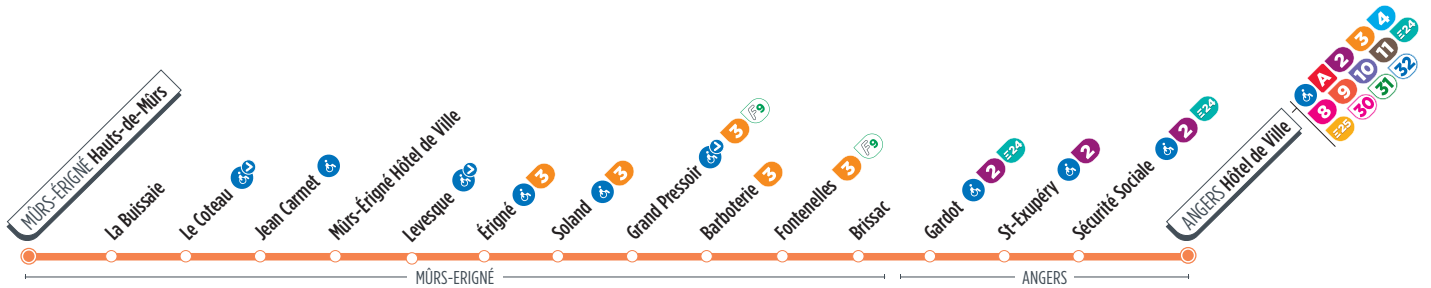 MÛRS-ÉRIGNÉ Hauts-de-Mûrs
La Buissaie
Le Coteau
Jean Carmet
Mûrs-Érigné Hôtel de Ville
Levesque
Érigné 3
Soland 3
Grand Pressoir 3 F9
Barboterie 3
Fontenelles 3 F9
Brissac
Gardot 2 E24
St-Exupéry 2
Sécurité Sociale 2 E24
ANGERS Hôtel de Ville
A 2 3 4
8 9 10 11 E24
E25 30 31 32
MÛRS-ERIGNÉ
ANGERS